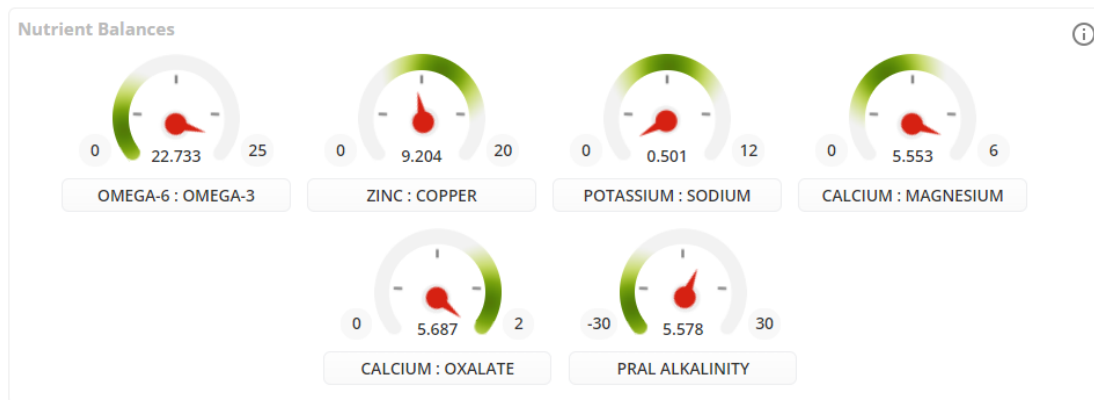 Nutrient Balances
0 22.733 25
0 9.204 20
0 0.501 12
0 5.553 6
OMEGA-6 : OMEGA-3
ZINC : COPPER
POTASSIUM : SODIUM
CALCIUM : MAGNESIUM
0 5.687 2
-30 5.578 30
CALCIUM : OXALATE
PRAL ALKALINITY